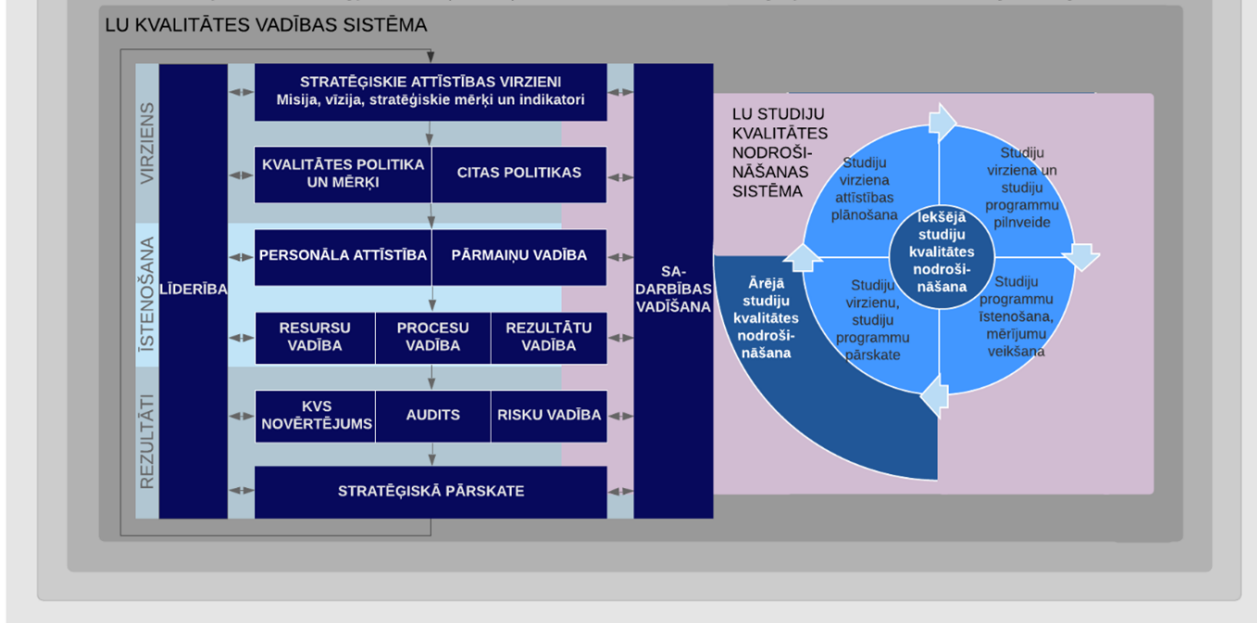 LU KVALITĀTES VADĪBAS SISTĒMA
VIRZIENS
ĪSTENOŠANA
REZULTĀTI
LĪDERĪBA
STRATĒĢISKIE ATTĪSTĪBAS VIRZIENI
Misija, vīzija, stratēģiskie mērķi un indikatori
KVALITĀTES POLITIKA
UN MĒRĶI
CITAS POLITIKAS
PERSONĀLA ATTĪSTĪBA
PĀRMAIŅU VADĪBA
RESURSU
VADĪBA
PROCESU
VADĪBA
REZULTĀTU
VADĪBA
KVS
NOVĒRTĒJUMS
AUDITS
RISKU VADĪBA
STRATĒĢISKĀ PĀRSKATE
SA-
DARBĪBAS
VADĪŠANA
LU STUDIJU
KVALITĀTES
NODROŠI-
NĀŠANAS
SISTĒMA
Studiju
virziena
attīstības
plānošana
Studiju
virziena un
studiju
programmu
pilnveide
Iekšējā
studiju
kvalitātes
nodroši-
nāšana
Ārējā
studiju
kvalitātes
nodroši-
nāšana
Studiju
virzienu,
studiju
programmu
pārskate
Studiju
programmu
īstenošana,
mērījumu
veikšana